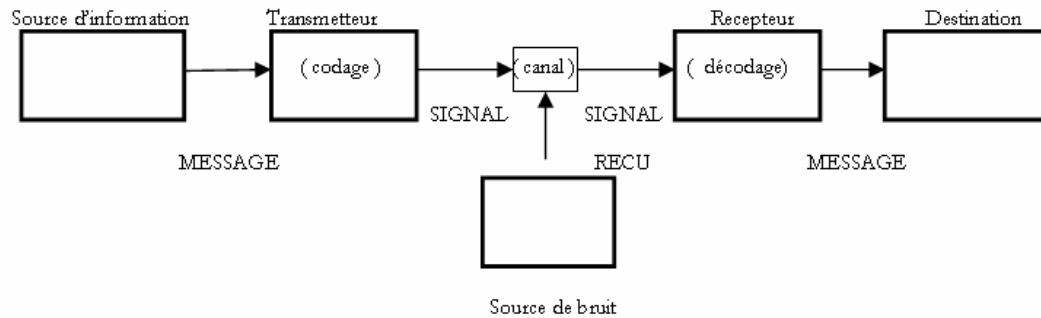 Source d'information
Transmetteur
Recepteur
Destination
( codage )
( canal )
( décodage)
SIGNAL
SIGNAL
MESSAGE
RECU
MESSAGE
Source de bruit